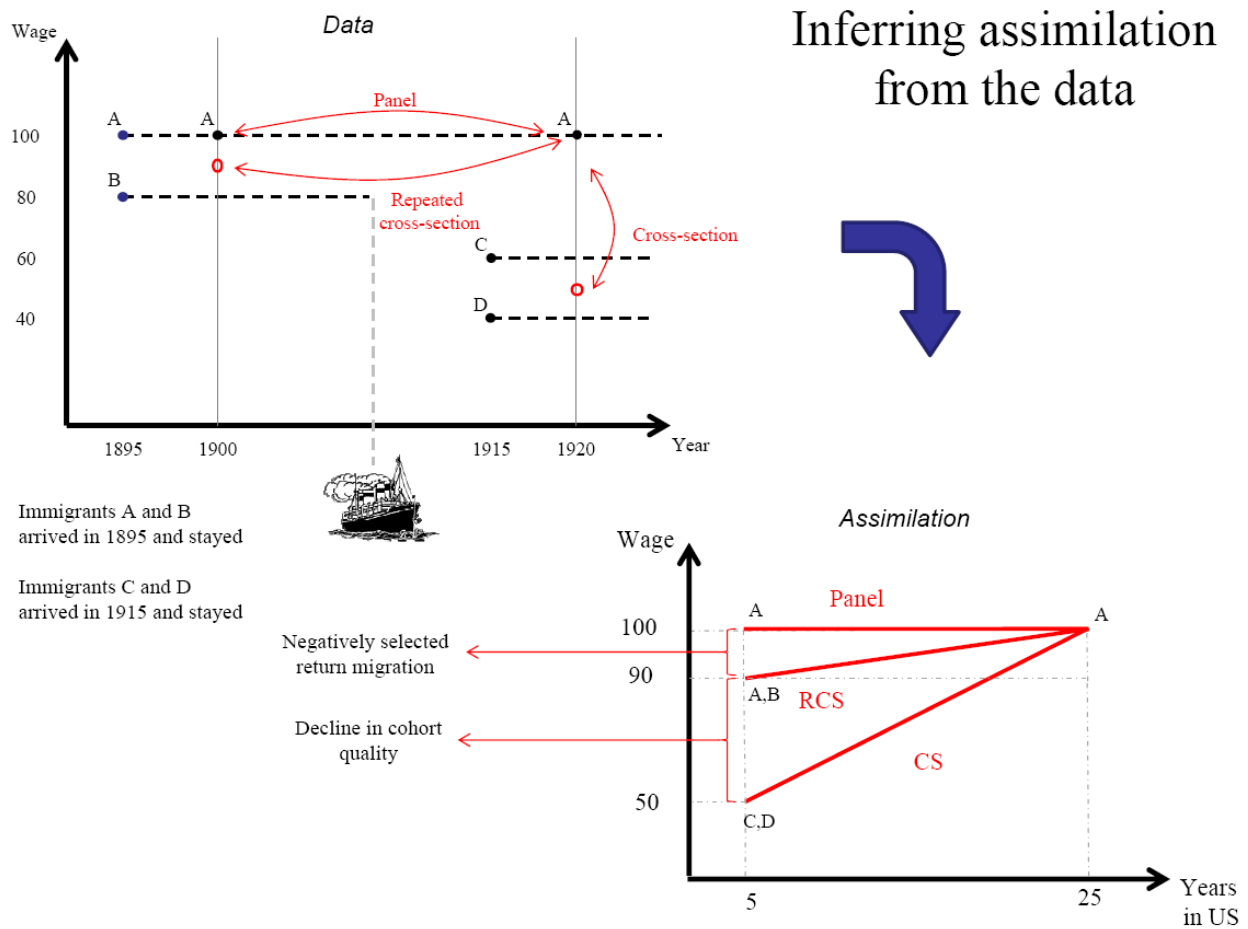 Inferring assimilation
from the data
Data
Wage
Panel
A
A
A
100
B
80
Repeated
cross-section
Cross-section
C
60
D
40
1895
1900
1915
1920
Year
Immigrants A and B
arrived in 1895 and stayed
Immigrants C and D
arrived in 1915 and stayed
Assimilation
Wage
Panel
A
A
100
Negatively selected
return migration
90
A,B
RCS
Decline in cohort
quality
CS
50
C,D
5
25
Years
in US